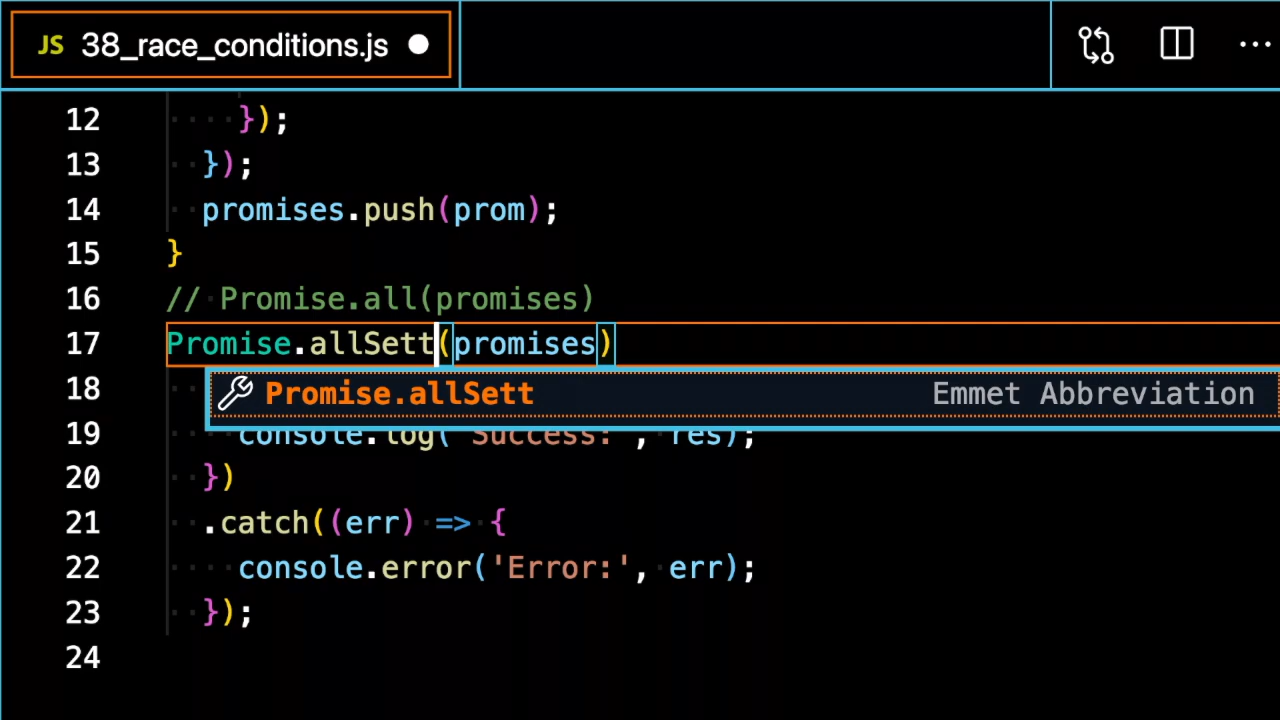 JS 38_race_conditions.js
12 });
13 });
14 promises.push(prom);
15 }
16 // Promise.all(promises)
17 Promise.allSett(promises)
18 Promise.allSett Emmet Abbreviation
19 console.log('Success:', res);
20 })
21 .catch((err) => {
22 console.error('Error:', err);
23 });
24